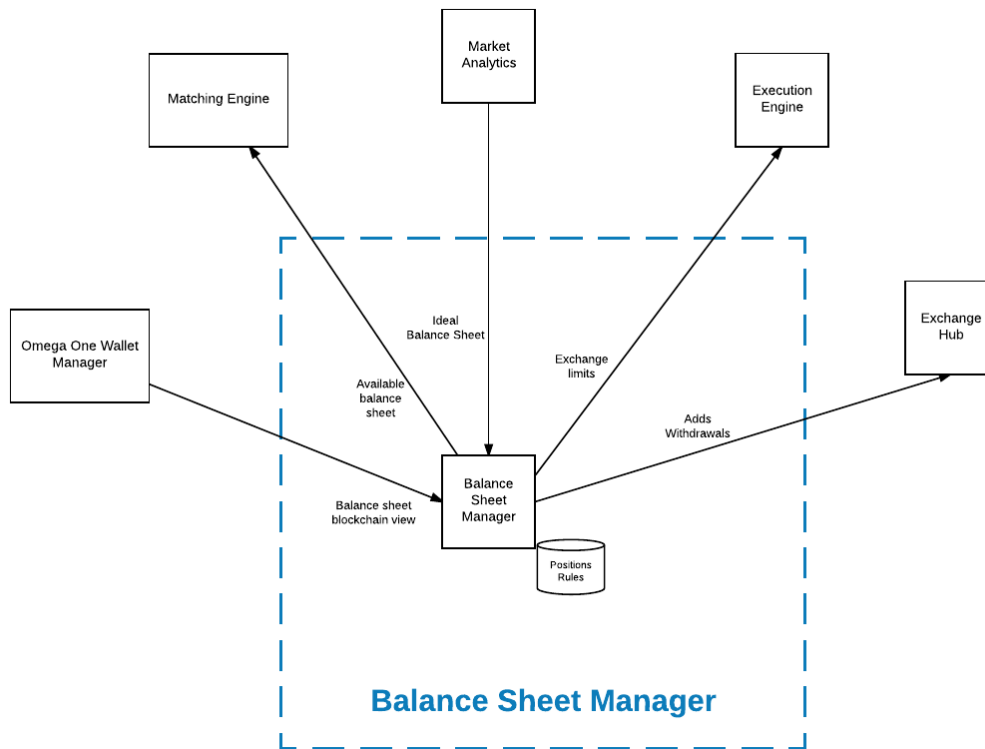 Market
Analytics
Matching Engine
Execution
Engine
Omega One Wallet
Manager
Exchange
Hub
Ideal
Balance Sheet
Exchange
limits
Available
balance
sheet
Adds
Withdrawals
Balance sheet
blockchain view
Balance
Sheet
Manager
Positions
Rules
Balance Sheet Manager